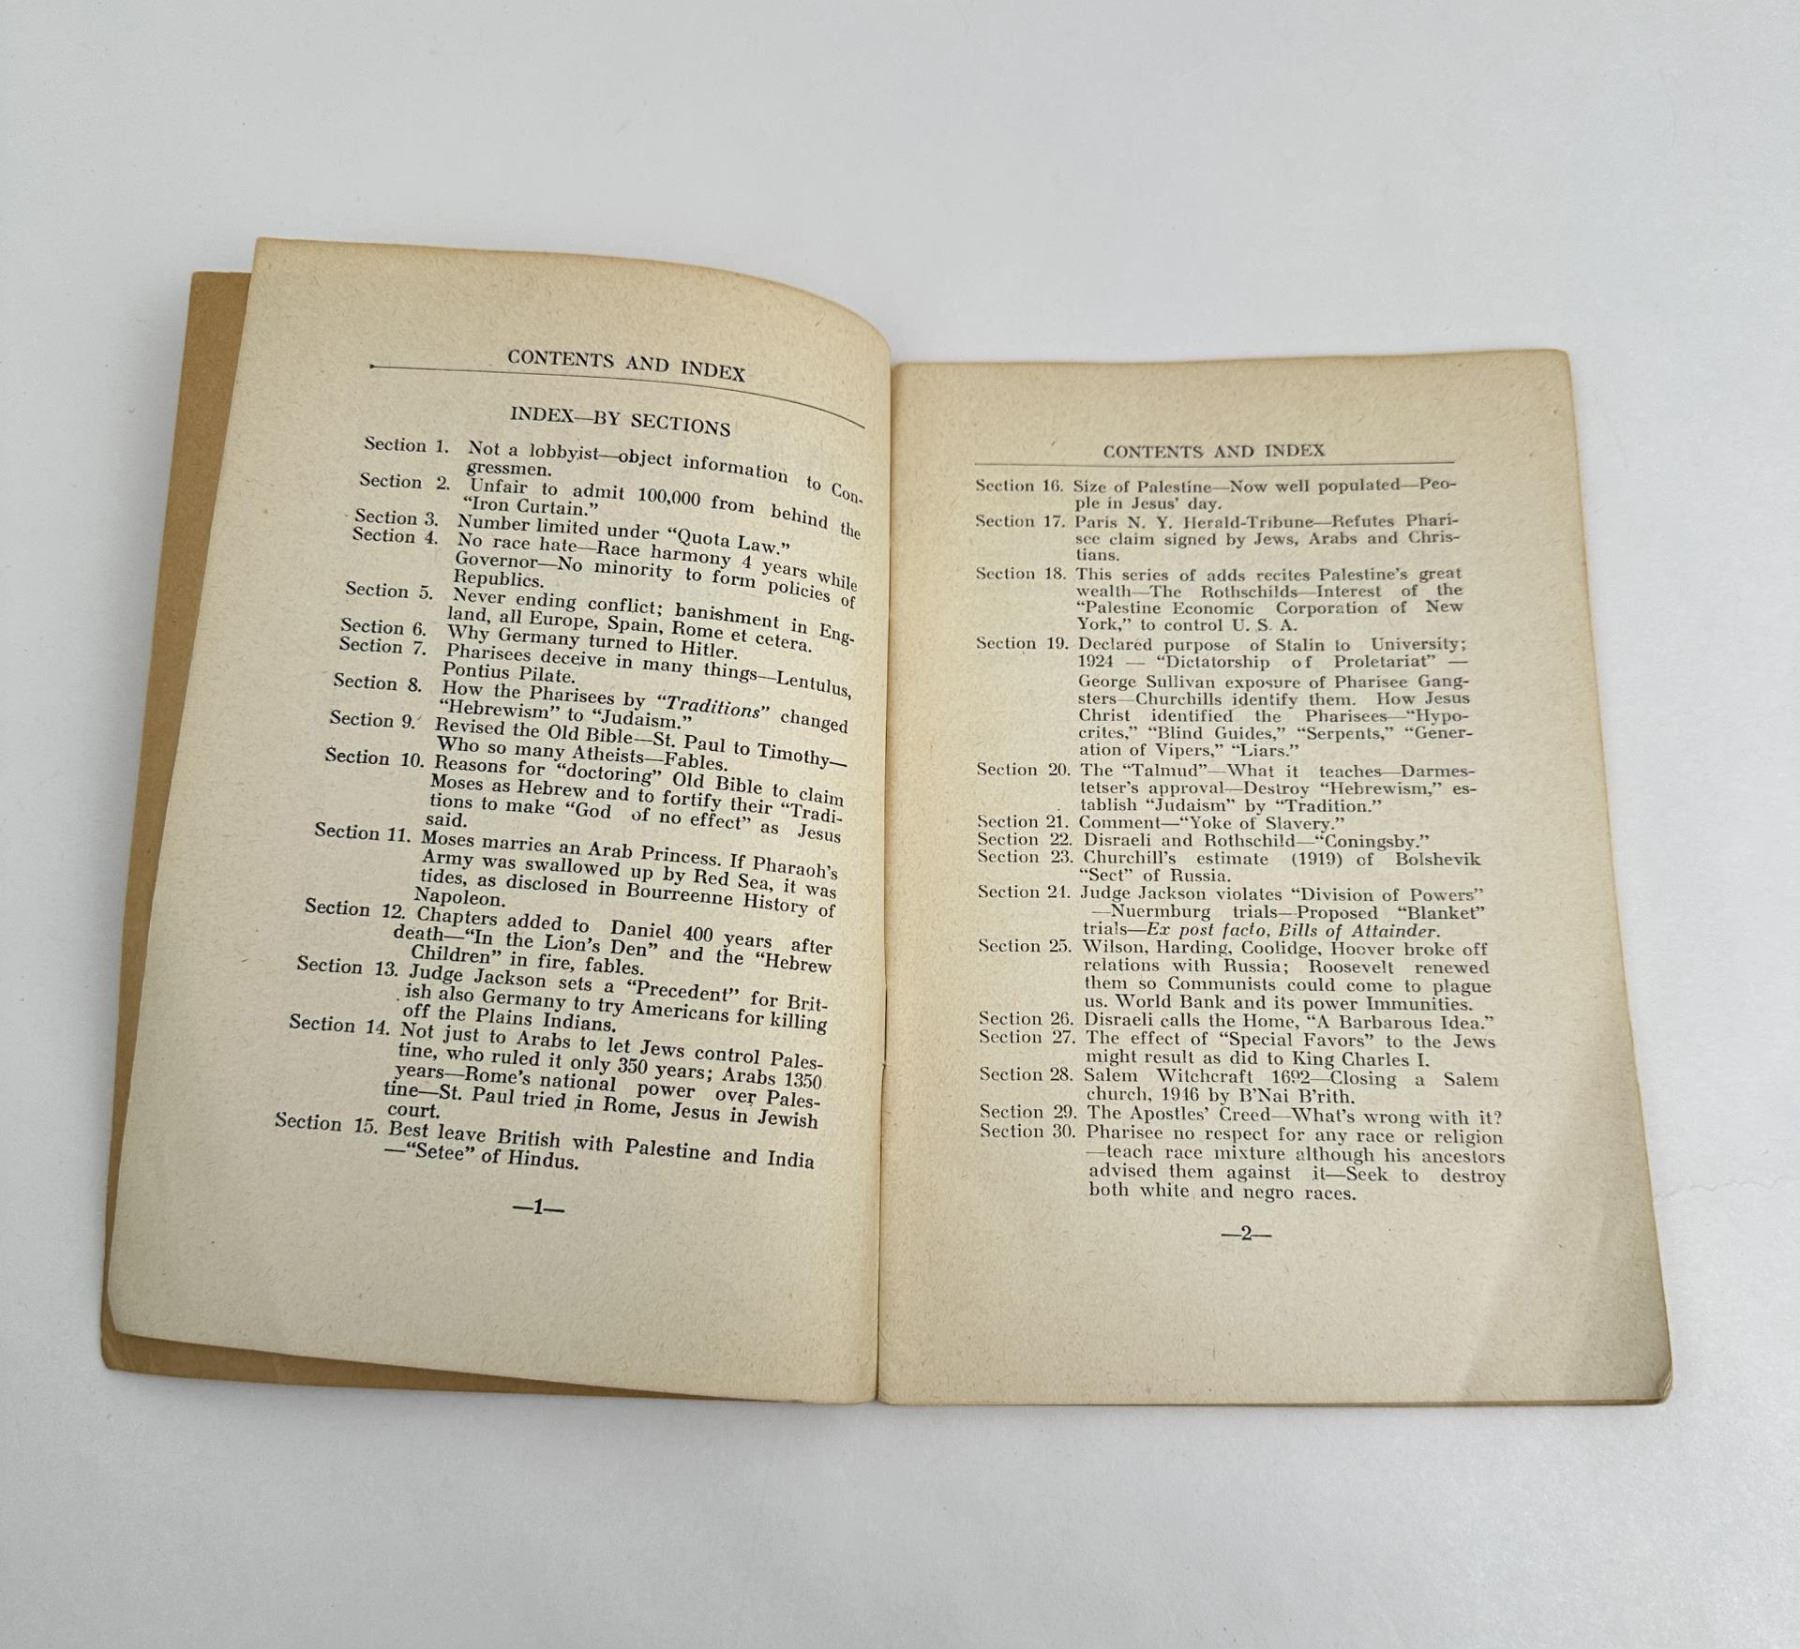 CONTENTS AND INDEX
INDEX—BY SECTIONS
Section 1. Not a lobbyist—object information to Con-
gressmen.
Section 2. Unfair to admit 100,000 from behind the
"Iron Curtain."
Section 3. Number limited under "Quota Law."
Section 4. No race hate—Race harmony 4 years while
Governor—No minority to form policies of
Republics.
Section 5. Never ending conflict; banishment in Eng-
land, all Europe, Spain, Rome et cetera.
Section 6. Why Germany turned to Hitler.
Section 7. Pharisees deceive in many things—Lentulus,
Pontius Pilate.
Section 8. How the Pharisees by "Traditions" changed
"Hebrewism" to "Judaism."
Section 9. Revised the Old Bible—St. Paul to Timothy—
Who so many Atheists—Fables.
Section 10. Reasons for "doctoring" Old Bible to claim
Moses as Hebrew and to fortify their "Tradi-
tions to make "God of no effect" as Jesus
said.
Section 11. Moses marries an Arab Princess. If Pharaoh's
Army was swallowed up by Red Sea, it was
tides, as disclosed in Bourreenne History of
Napoleon.
Section 12. Chapters added to Daniel 400 years after
death—"In the Lion's Den" and the "Hebrew
Children" in fire, fables.
Section 13. Judge Jackson sets a "Precedent" for Brit-
ish also Germany to try Americans for killing
off the Plains Indians.
Section 14. Not just to Arabs to let Jews control Pales-
tine, who ruled it only 350 years; Arabs 1350
years—Rome's national power over Pales-
tine—St. Paul tried in Rome, Jesus in Jewish
court.
Section 15. Best leave British with Palestine and India
—"Setee" of Hindus.
—1—
CONTENTS AND INDEX
Section 16. Size of Palestine—Now well populated—Peo-
ple in Jesus' day.
Section 17. Paris N. Y. Herald-Tribune—Refutes Phari-
see claim signed by Jews, Arabs and Chris-
tians.
Section 18. This series of adds recites Palestine's great
wealth—The Rothschilds—Interest of the
"Palestine Economic Corporation of New
York," to control U. S. A.
Section 19. Declared purpose of Stalin to University;
1924 — "Dictatorship of Proletariat" —
George Sullivan exposure of Pharisee Gang-
sters—Churchills identify them. How Jesus
Christ identified the Pharisees—"Hypo-
crites," "Blind Guides," "Serpents," "Gener-
ation of Vipers," "Liars."
Section 20. The "Talmud"—What it teaches—Darmes-
tetser's approval—Destroy "Hebrewism," es-
tablish "Judaism" by "Tradition."
Section 21. Comment—"Yoke of Slavery."
Section 22. Disraeli and Rothschild—"Coningsby."
Section 23. Churchill's estimate (1919) of Bolshevik
"Sect" of Russia.
Section 24. Judge Jackson violates "Division of Powers"
—Nuermburg trials—Proposed "Blanket"
trials—Ex post facto, Bills of Attainder.
Section 25. Wilson, Harding, Coolidge, Hoover broke off
relations with Russia; Roosevelt renewed
them so Communists could come to plague
us. World Bank and its power Immunities.
Section 26. Disraeli calls the Home, "A Barbarous Idea."
Section 27. The effect of "Special Favors" to the Jews
might result as did to King Charles I.
Section 28. Salem Witchcraft 1692—Closing a Salem
church, 1946 by B'Nai B'rith.
Section 29. The Apostles' Creed—What's wrong with it?
Section 30. Pharisee no respect for any race or religion
—teach race mixture although his ancestors
advised them against it—Seek to destroy
both white and negro races.
—2—